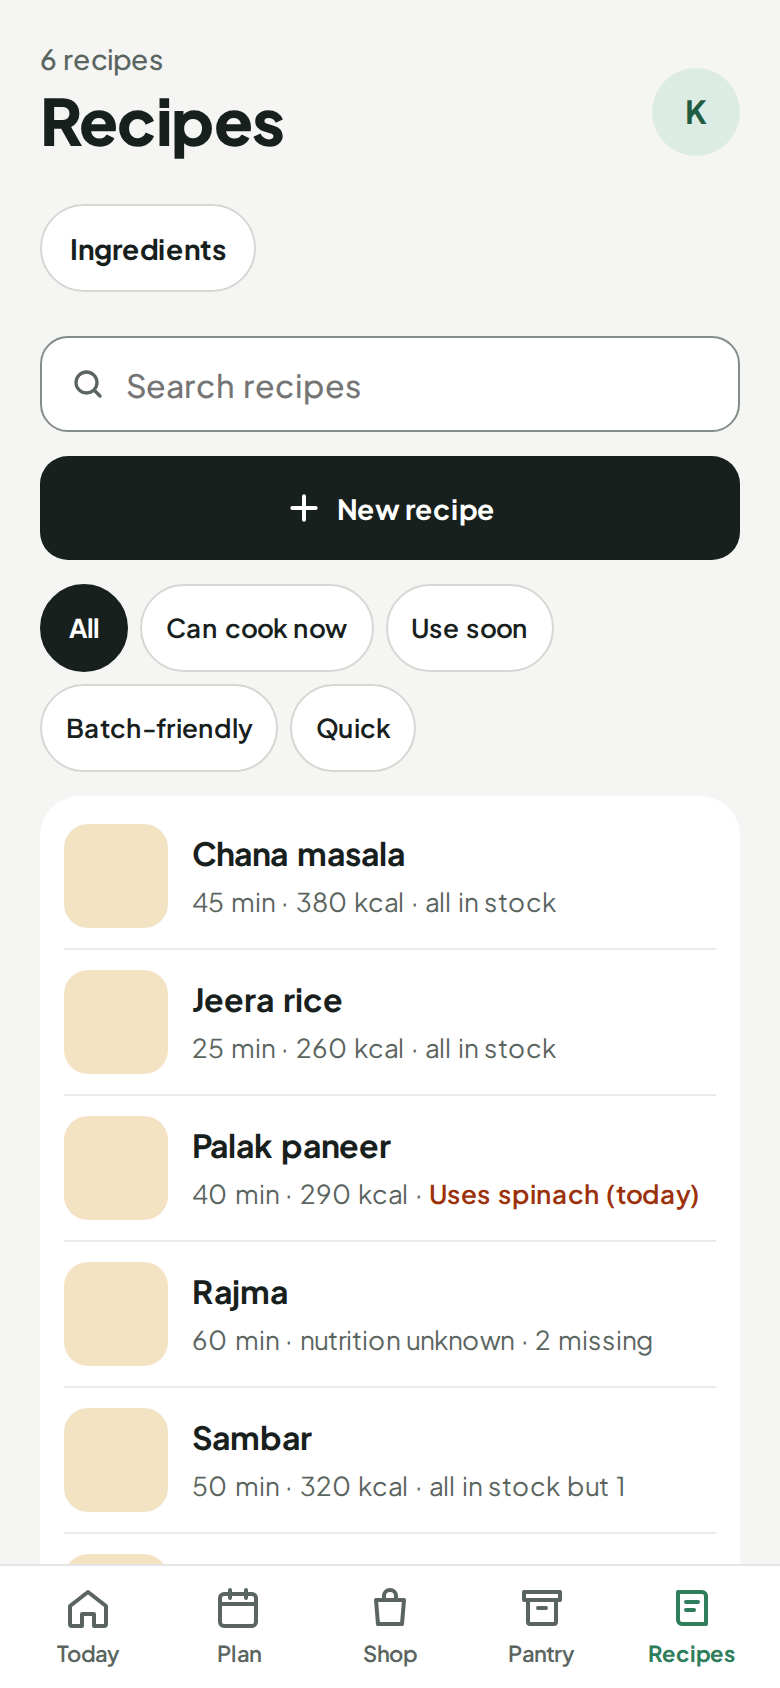 6 recipes
Recipes
K
Ingredients
Search recipes
New recipe
All
Can cook now
Use soon
Batch-friendly
Quick
Chana masala
45 min · 380 kcal · all in stock
Jeera rice
25 min · 260 kcal · all in stock
Palak paneer
40 min · 290 kcal · Uses spinach (today)
Rajma
60 min · nutrition unknown · 2 missing
Sambar
50 min · 320 kcal · all in stock but 1
Today
Plan
Shop
Pantry
Recipes